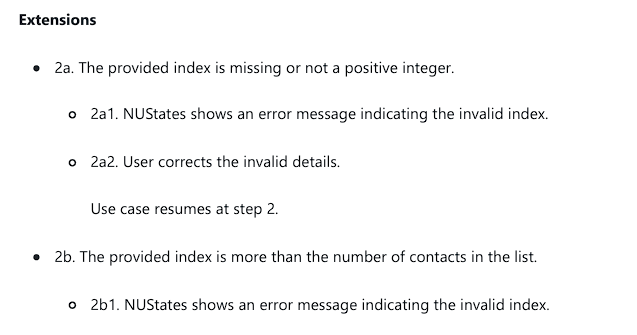 Extensions
• 2a. The provided index is missing or not a positive integer.
o 2a1. NUStates shows an error message indicating the invalid index.
o 2a2. User corrects the invalid details.
Use case resumes at step 2.
• 2b. The provided index is more than the number of contacts in the list.
o 2b1. NUStates shows an error message indicating the invalid index.